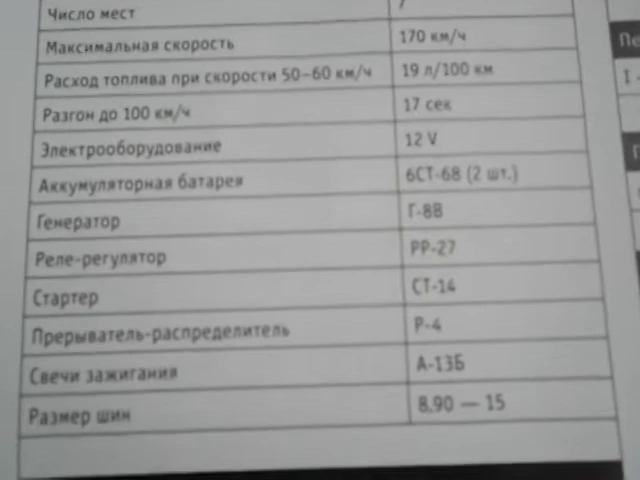 Число мест 7
Максимальная скорость 170 км/ч
Расход топлива при скорости 50–60 км/ч 19 л/100 км
Разгон до 100 км/ч 17 сек
Электрооборудование 12 V
Аккумуляторная батарея 6СТ-68 (2 шт.)
Генератор Г-8В
Реле-регулятор РР-27
Стартер СТ-14
Прерыватель-распределитель Р-4
Свечи зажигания А-13Б
Размер шин 8.90 — 15